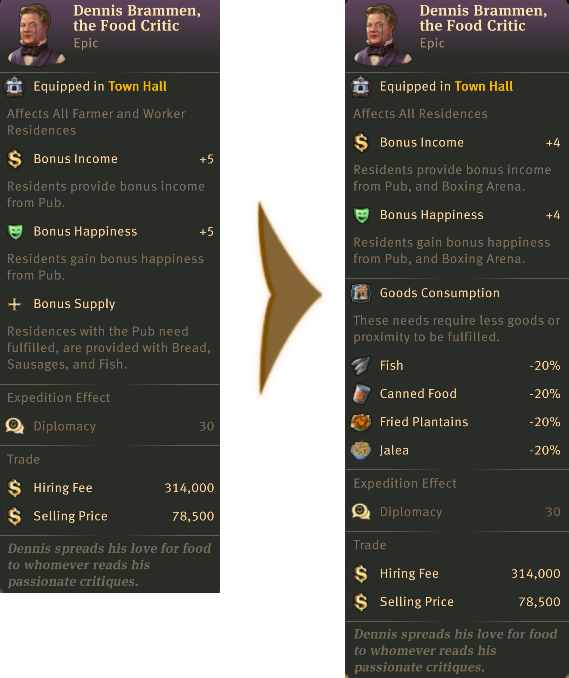 Dennis Brammen,
the Food Critic
Epic
Equipped in Town Hall
Affects All Farmer and Worker
Residences
Bonus Income +5
Residents provide bonus income
from Pub.
Bonus Happiness +5
Residents gain bonus happiness
from Pub.
Bonus Supply
Residences with the Pub need
fulfilled, are provided with Bread,
Sausages, and Fish.
Expedition Effect
Diplomacy 30
Trade
Hiring Fee 314,000
Selling Price 78,500
Dennis spreads his love for food
to whomever reads his
passionate critiques.
Dennis Brammen,
the Food Critic
Epic
Equipped in Town Hall
Affects All Residences
Bonus Income +4
Residents provide bonus income
from Pub, and Boxing Arena.
Bonus Happiness +4
Residents gain bonus happiness
from Pub, and Boxing Arena.
Goods Consumption
These needs require less goods or
proximity to be fulfilled.
Fish -20%
Canned Food -20%
Fried Plantains -20%
Jalea -20%
Expedition Effect
Diplomacy 30
Trade
Hiring Fee 314,000
Selling Price 78,500
Dennis spreads his love for food
to whomever reads his
passionate critiques.